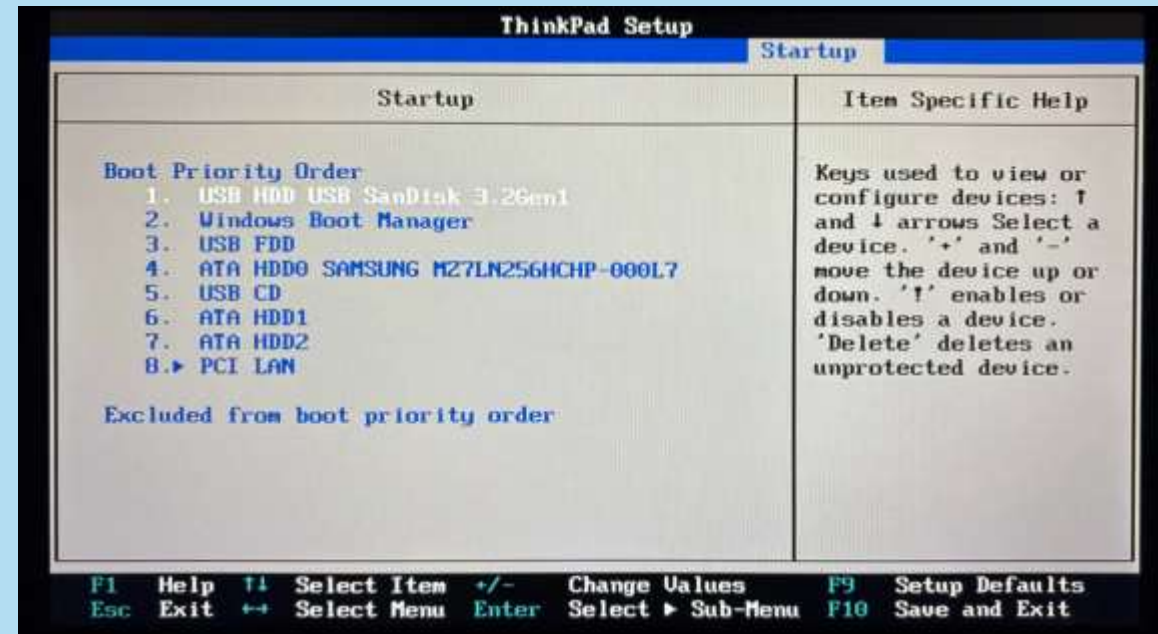 ThinkPad Setup
Startup
Startup
Item Specific Help
Boot Priority Order
1. USB HDD USB SanDisk 3.2Gen1
2. Windows Boot Manager
3. USB FDD
4. ATA HDD0 SAMSUNG MZ7LN256HCHP-000L7
5. USB CD
6. ATA HDD1
7. ATA HDD2
8.▶ PCI LAN
Excluded from boot priority order
Keys used to view or
configure devices: ↑
and ↓ arrows Select a
device. '+' and '-'
move the device up or
down. '!' enables or
disables a device.
'Delete' deletes an
unprotected device.
F1 Help ↑↓ Select Item +/- Change Values F9 Setup Defaults
Esc Exit ↔ Select Menu Enter Select ▶ Sub-Menu F10 Save and Exit